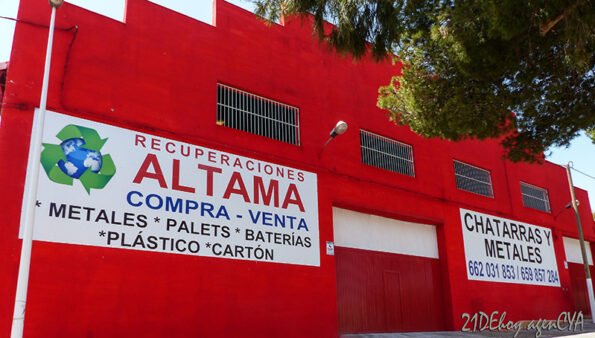 RECUPERACIONES
ALTAMA
COMPRA - VENTA
* METALES * PALETS * BATERÍAS
*PLÁSTICO *CARTÓN
CHATARRAS Y
METALES
662 031 853 / 659 857 284
21DEhoy agenCYA